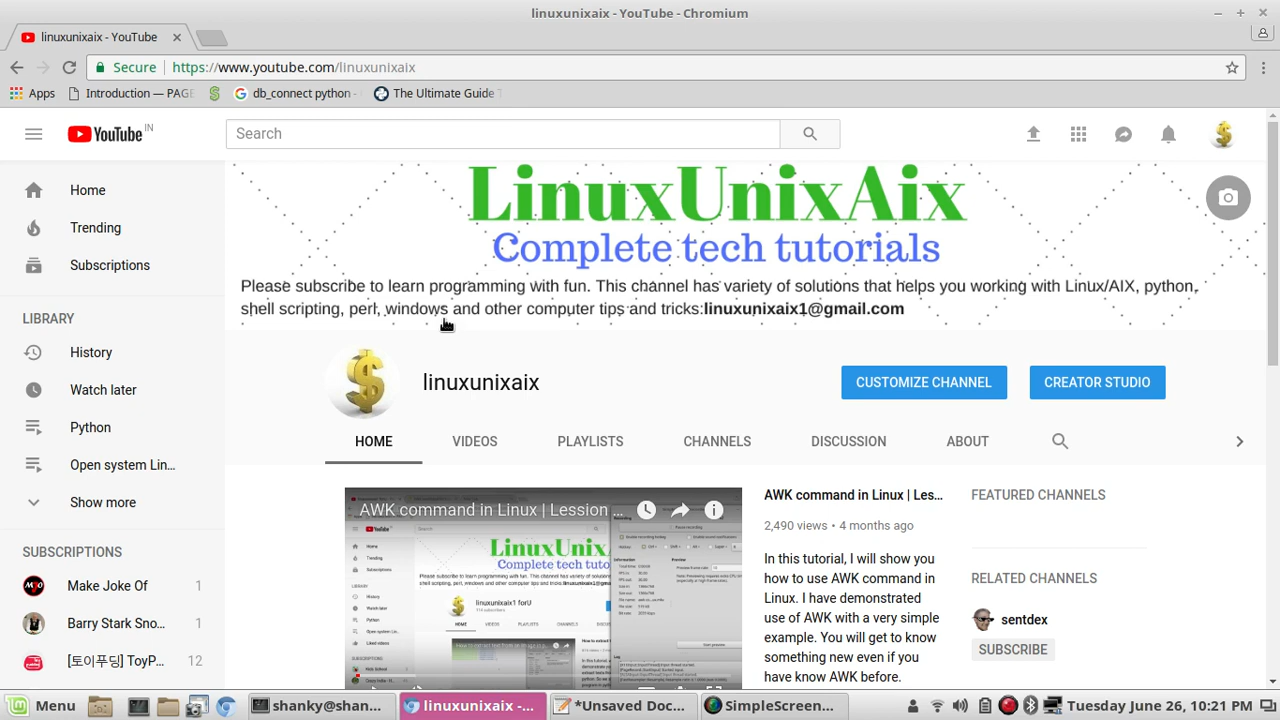 linuxunixaix - YouTube - Chromium
linuxunixaix - YouTube
Secure https://www.youtube.com/linuxunixaix
Apps Introduction — PAGE db_connect python - The Ultimate Guide
YouTube IN
Search
Home
Trending
Subscriptions
LIBRARY
History
Watch later
Python
Open system Lin...
Show more
SUBSCRIPTIONS
Make Joke Of 1
Barry Stark Sno...
[토이푸딩] ToyP... 12
LinuxUnixAix
Complete tech tutorials
Please subscribe to learn programming with fun. This channel has variety of solutions that helps you working with Linux/AIX, python,
shell scripting, perl, windows and other computer tips and tricks:linuxunixaix1@gmail.com
linuxunixaix
CUSTOMIZE CHANNEL CREATOR STUDIO
HOME VIDEOS PLAYLISTS CHANNELS DISCUSSION ABOUT
AWK command in Linux | Lession ...
AWK command in Linux | Les...
2,490 views • 4 months ago
In this tutorial, I will show you
how to use AWK command in
Linux. I have demonstrated
use of AWK with a very simple
example. You will get to know
something new even if you
have know AWK before.
FEATURED CHANNELS
RELATED CHANNELS
sentdex
SUBSCRIBE
Menu shanky@shan... linuxunixaix -... *Unsaved Doc... SimpleScreen... Tuesday June 26, 10:21 PM